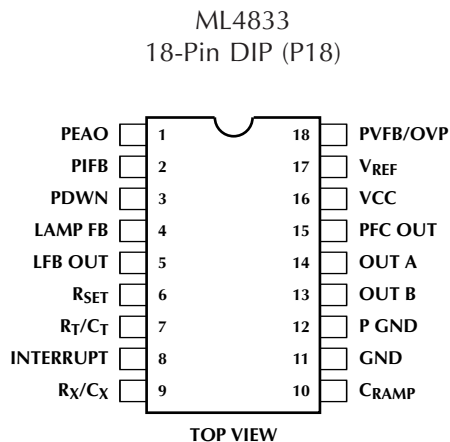 ML4833
18-Pin DIP (P18)
PEAO 1 18 PVFB/OVP
PIFB 2 17 VREF
PDWN 3 16 VCC
LAMP FB 4 15 PFC OUT
LFB OUT 5 14 OUT A
RSET 6 13 OUT B
RT/CT 7 12 P GND
INTERRUPT 8 11 GND
RX/CX 9 10 CRAMP
TOP VIEW